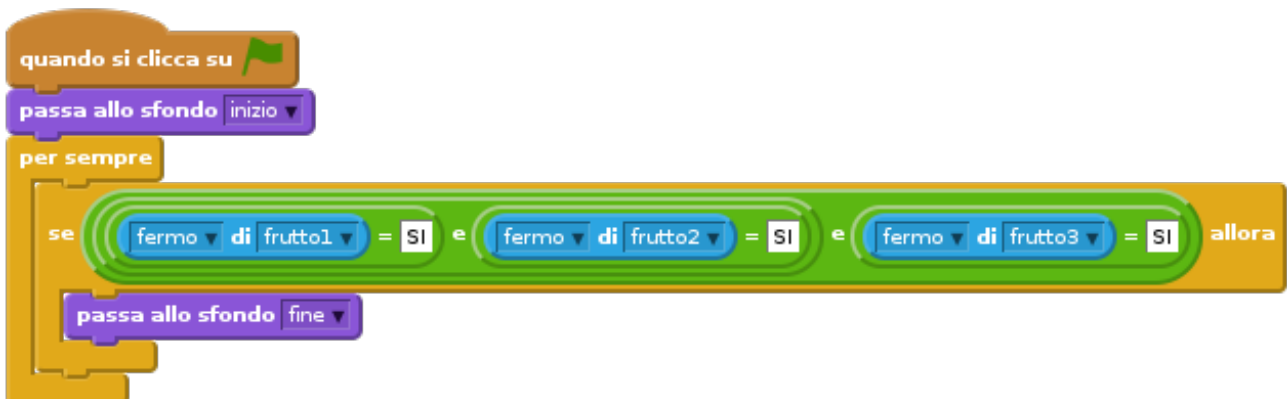 quando si clicca su
passa allo sfondo inizio
per sempre
se fermo di frutto1 = SI e fermo di frutto2 = SI e fermo di frutto3 = SI allora
passa allo sfondo fine